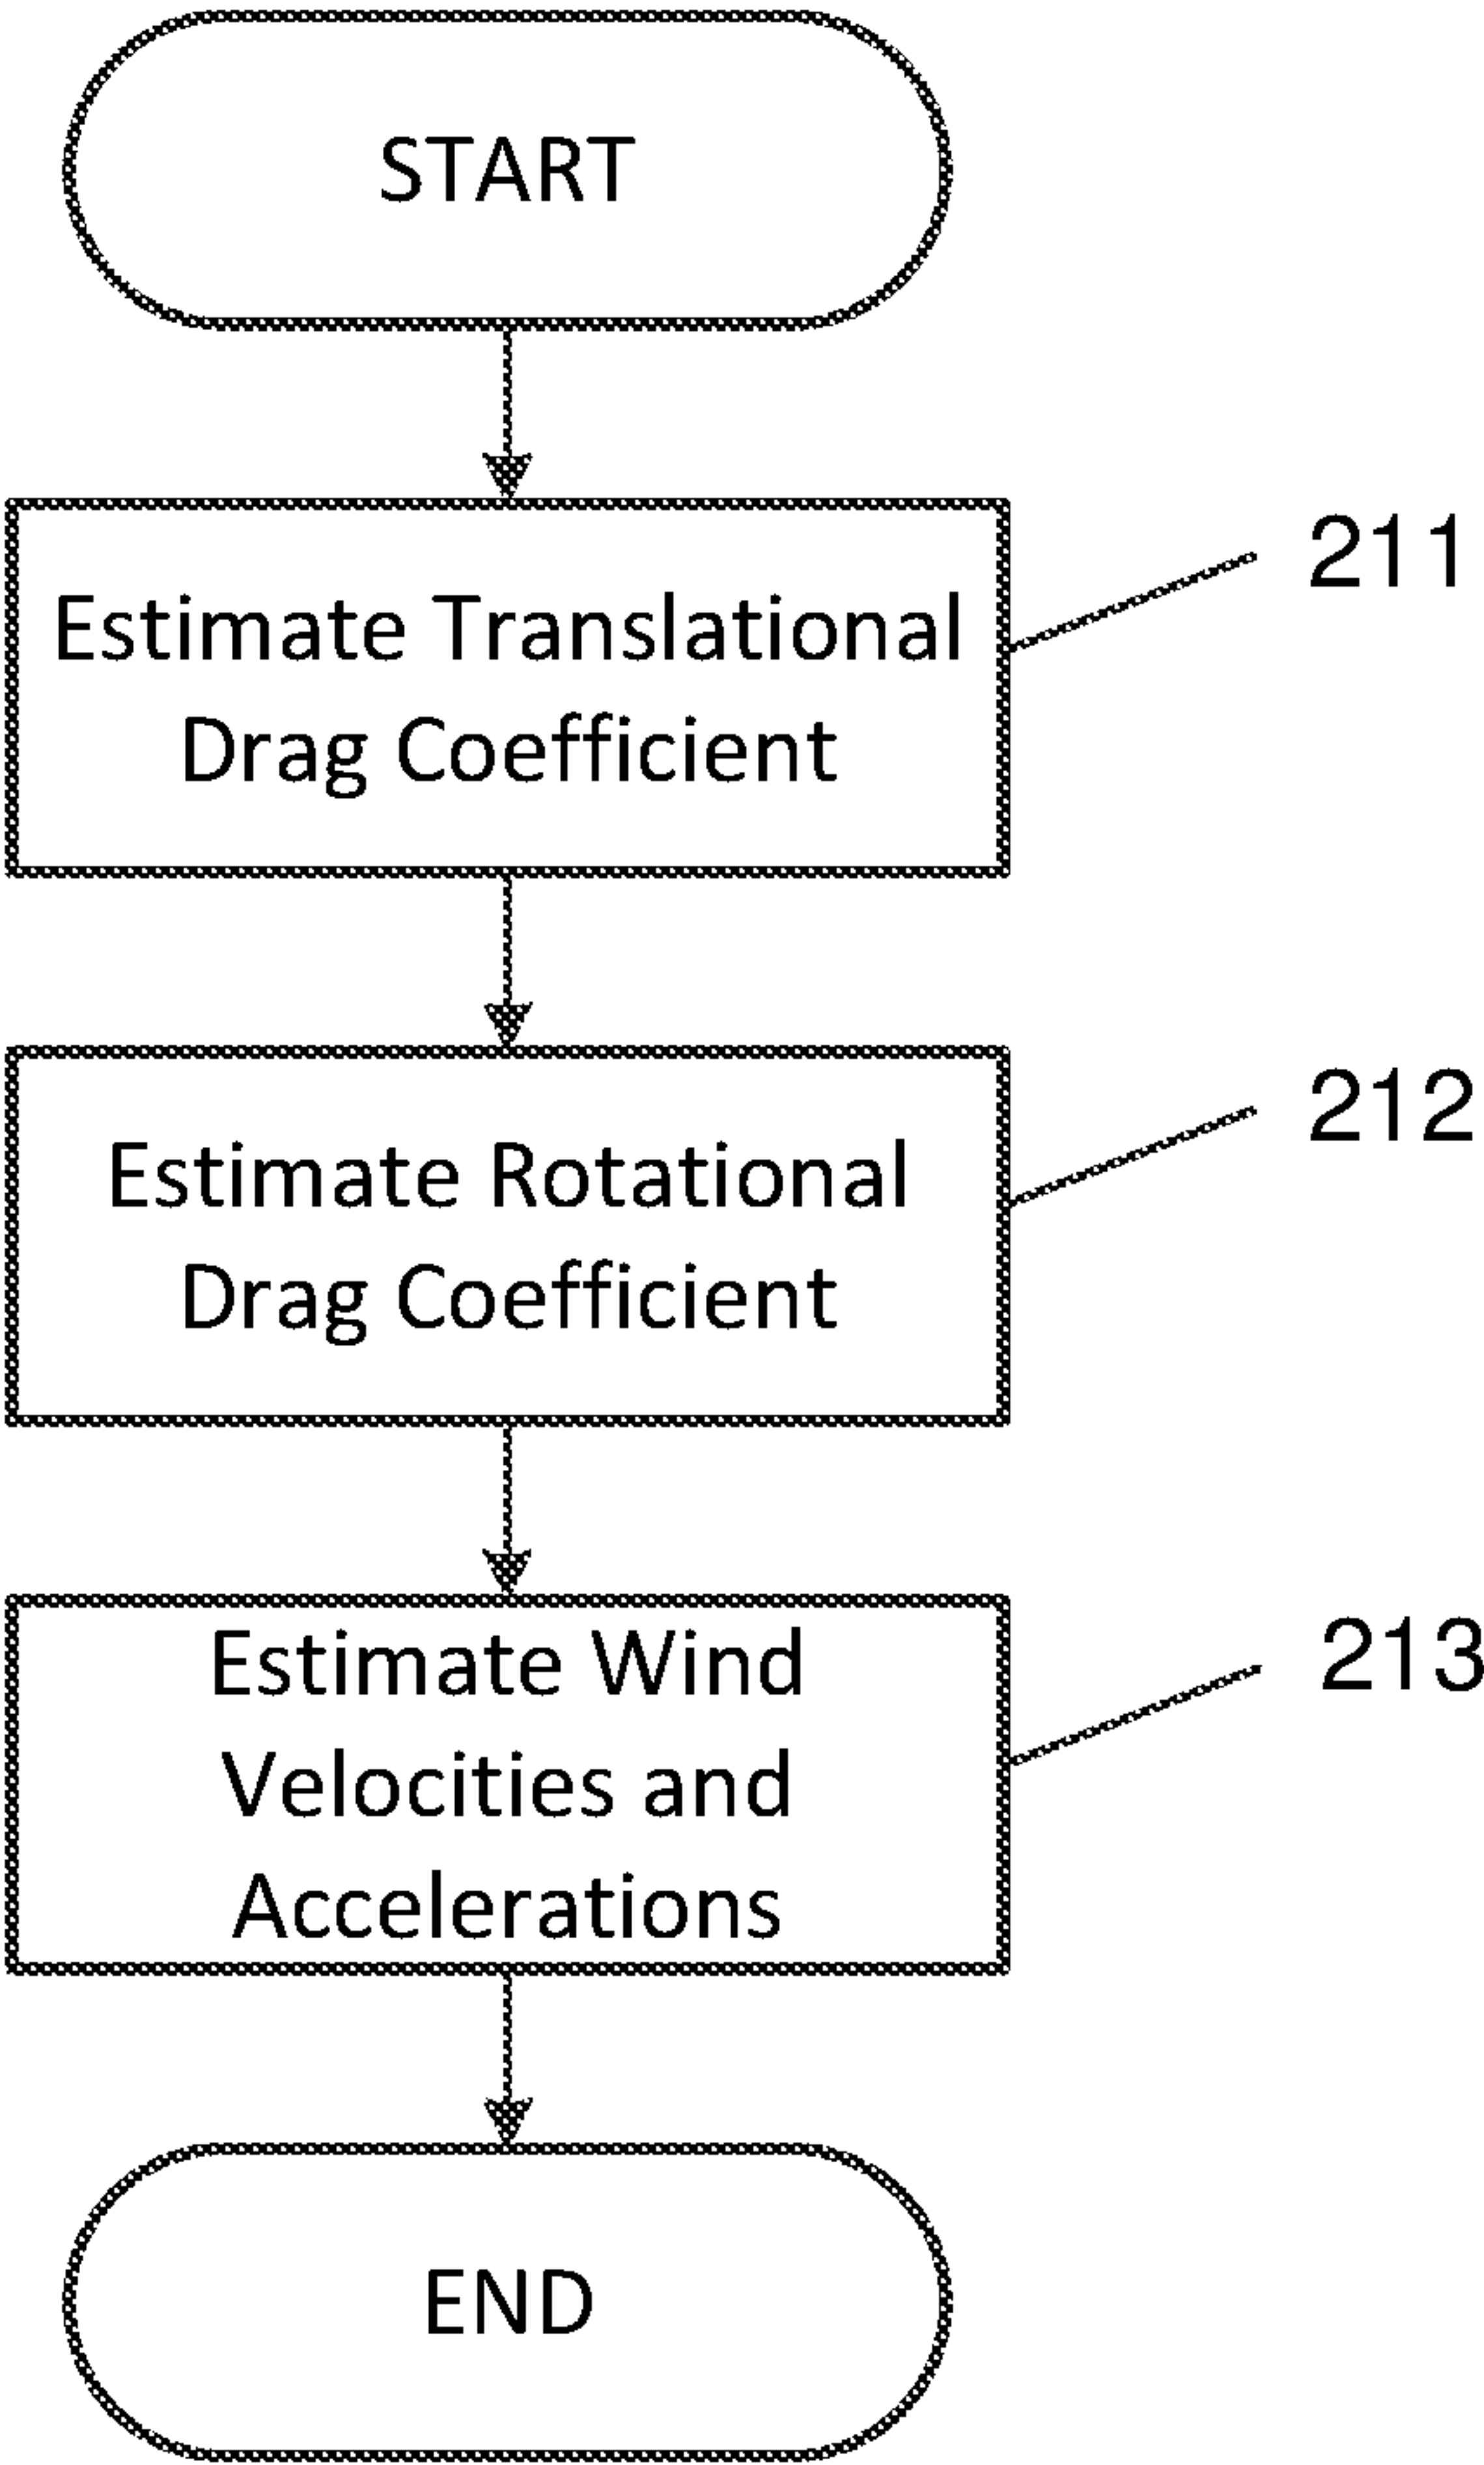 START
Estimate Translational
Drag Coefficient
211
Estimate Rotational
Drag Coefficient
212
Estimate Wind
Velocities and
Accelerations
213
END